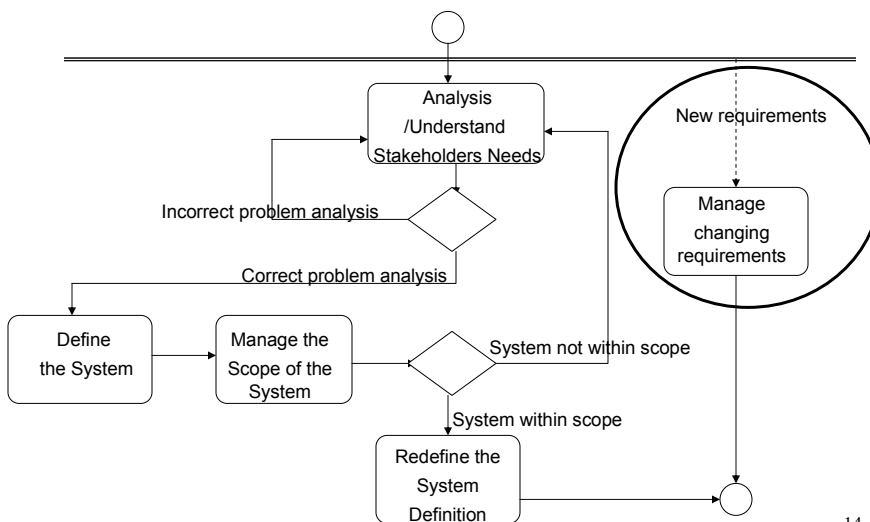 Analysis
/Understand
Stakeholders Needs
New requirements
Manage
changing
requirements
Incorrect problem analysis
Correct problem analysis
Define
the System
Manage the
Scope of the
System
System not within scope
System within scope
Redefine the
System
Definition
14